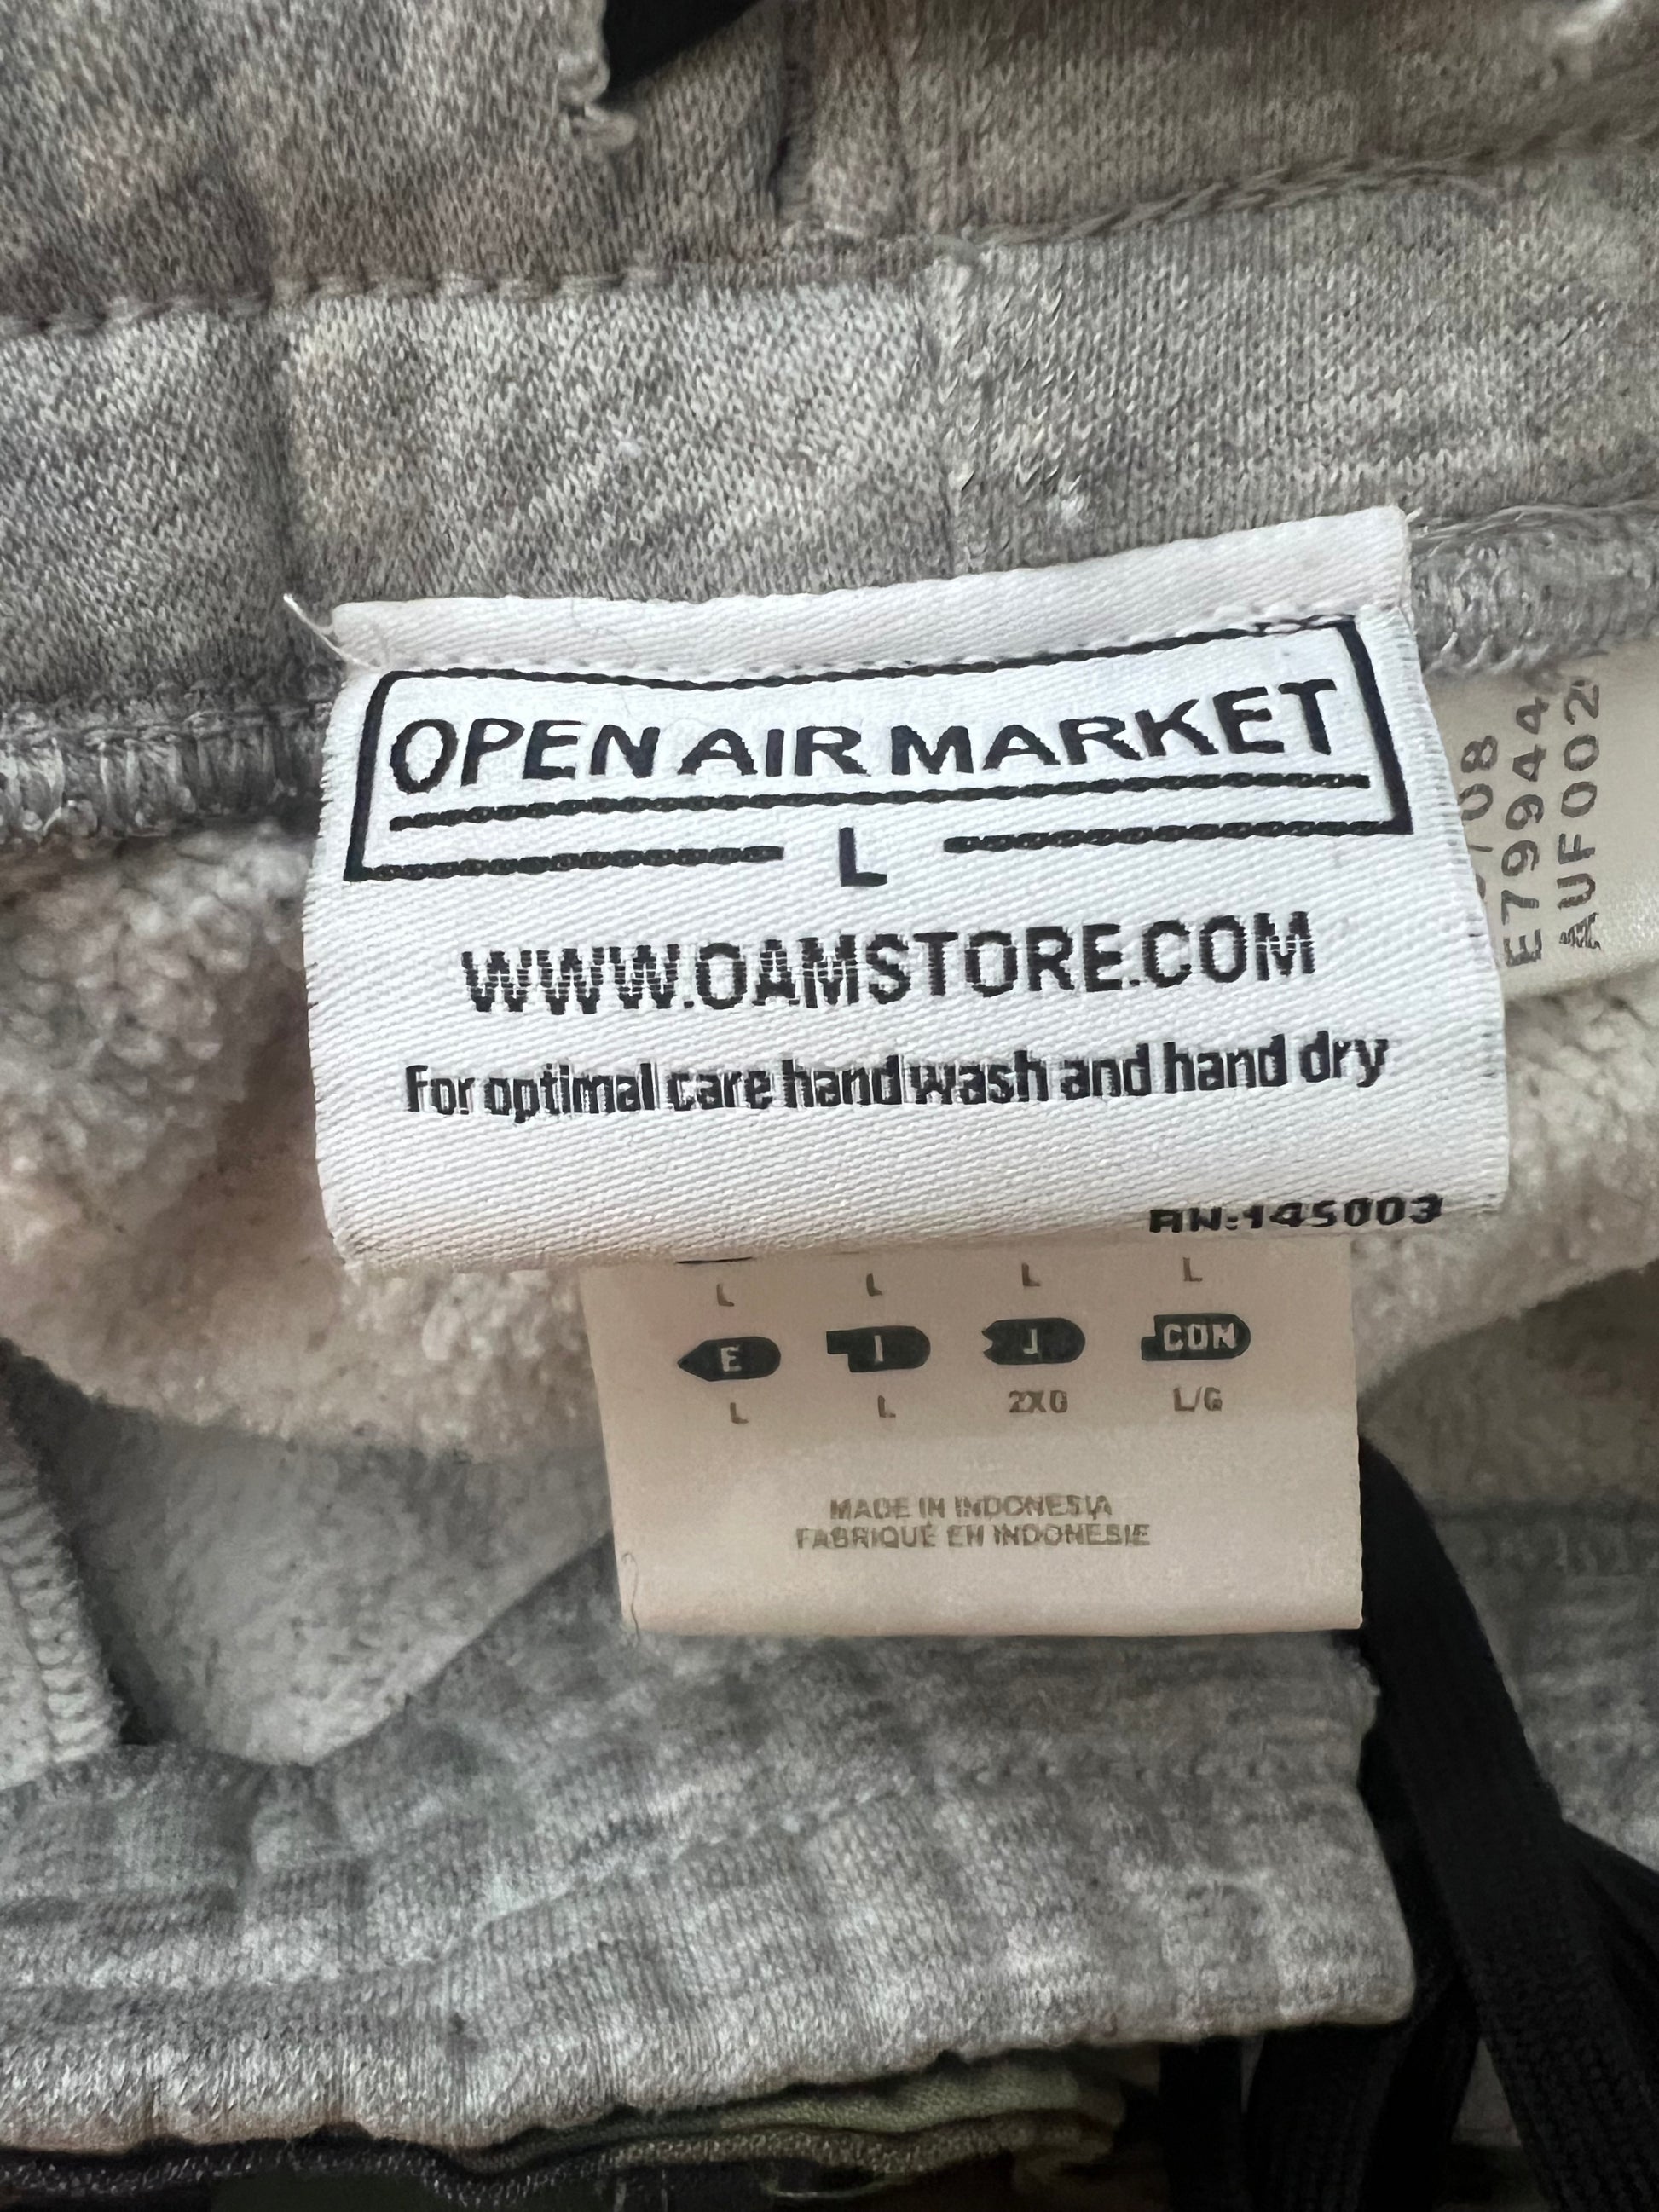 OPEN AIR MARKET
L
WWW.OAMSTORE.COM
For optimal care hand wash and hand dry
RN:145003
L L L L
E I J COM
L L 2XG L/G
MADE IN INDONESIA
FABRIQUÉ EN INDONESIE
/08
E79944
AUF002